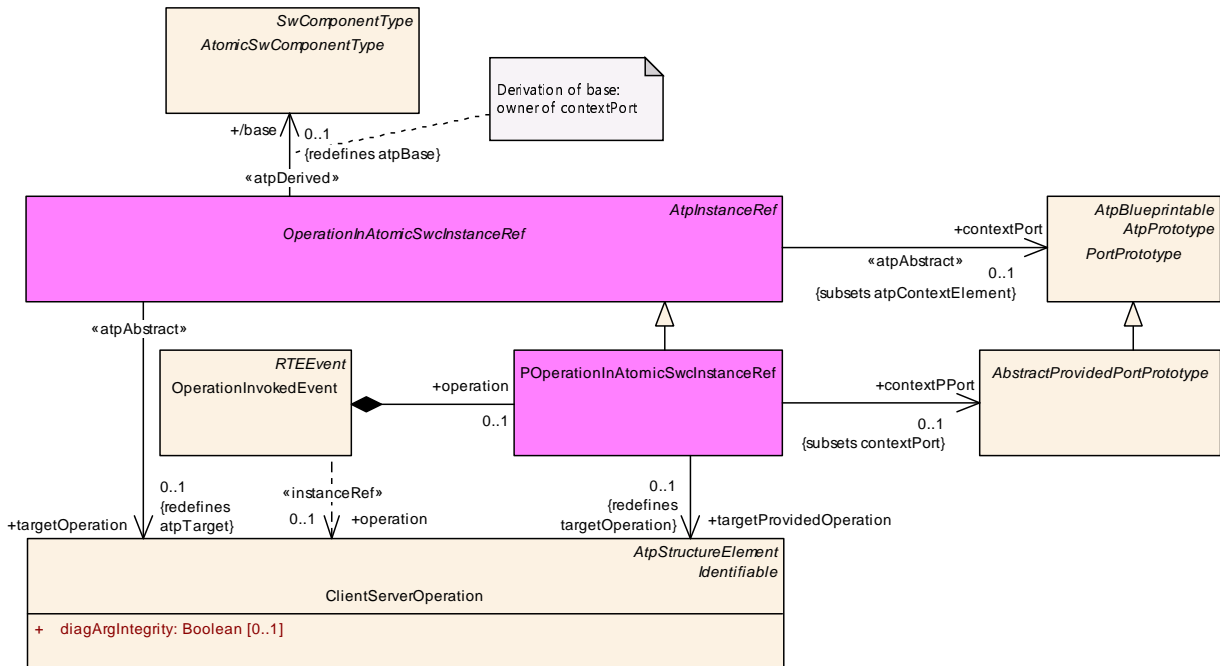 SwComponentType
AtomicSwComponentType
Derivation of base:
owner of contextPort
+/base
0..1
{redefines atpBase}
«atpDerived»
AtpInstanceRef
OperationInAtomicSwcInstanceRef
AtpBlueprintable
AtpPrototype
PortPrototype
+contextPort
«atpAbstract»
0..1
{subsets atpContextElement}
«atpAbstract»
RTEEvent
OperationInvokedEvent
+operation
0..1
POperationInAtomicSwcInstanceRef
+contextPPort
0..1
{subsets contextPort}
AbstractProvidedPortPrototype
0..1
{redefines
atpTarget}
+targetOperation
«instanceRef»
0..1
+operation
0..1
{redefines
targetOperation}
+targetProvidedOperation
AtpStructureElement
Identifiable
ClientServerOperation
+ diagArgIntegrity: Boolean [0..1]